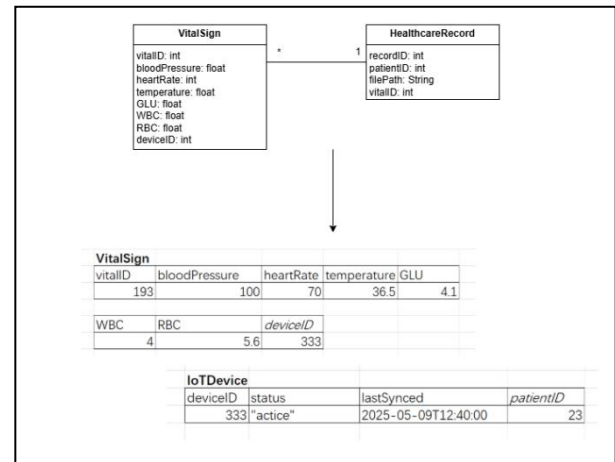 VitalSign
vitalID: int
bloodPressure: float
heartRate: int
temperature: float
GLU: float
WBC: float
RBC: float
deviceID: int
* 1
HealthcareRecord
recordID: int
patientID: int
filePath: String
vitalID: int
VitalSign
vitalID bloodPressure heartRate temperature GLU
193 100 70 36.5 4.1
WBC RBC deviceID
4 5.6 333
IoTDevice
deviceID status lastSynced patientID
333 "actice" 2025-05-09T12:40:00 23